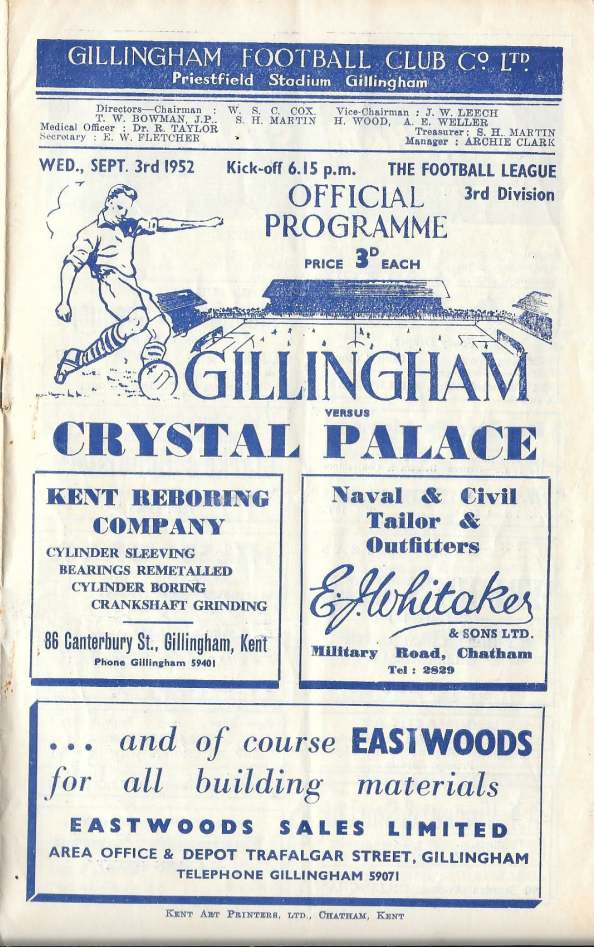 GILLINGHAM FOOTBALL CLUB Co LTD.
Priestfield Stadium Gillingham
Directors—Chairman : W. S. C. COX. Vice-Chairman : J. W. LEECH
T. W. BOWMAN, J.P.. S. H. MARTIN H. WOOD, A. E. WELLER
Medical Officer : Dr. R. TAYLOR Treasurer : S. H. MARTIN
Secretary : E. W. FLETCHER Manager : ARCHIE CLARK
WED., SEPT. 3rd 1952 Kick-off 6.15 p.m. THE FOOTBALL LEAGUE
3rd Division
OFFICIAL
PROGRAMME
PRICE 3D EACH
GILLINGHAM
VERSUS
CRYSTAL PALACE
KENT REBORING
COMPANY
CYLINDER SLEEVING
BEARINGS REMETALLED
CYLINDER BORING
CRANKSHAFT GRINDING
86 Canterbury St., Gillingham, Kent
Phone Gillingham 59401
Naval & Civil
Tailor &
Outfitters
E. J. Whitaker
& SONS LTD.
Military Road, Chatham
Tel : 2829
... and of course EASTWOODS
for all building materials
EASTWOODS SALES LIMITED
AREA OFFICE & DEPOT TRAFALGAR STREET, GILLINGHAM
TELEPHONE GILLINGHAM 59071
KENT ART PRINTERS, LTD., CHATHAM, KENT